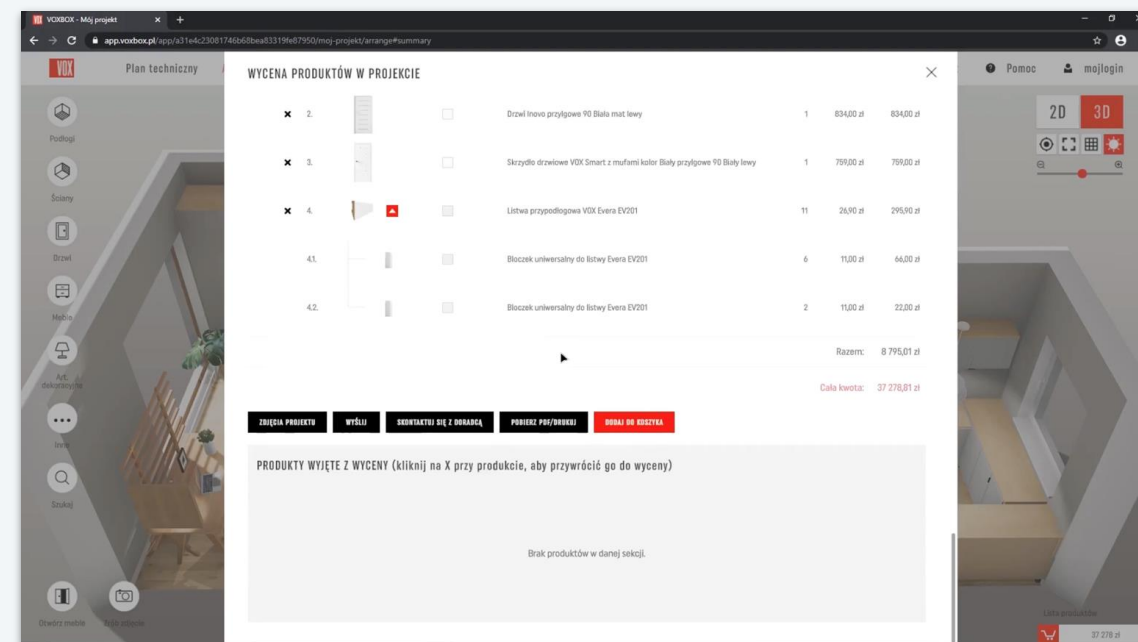 VOX VOXBOX - Mój projekt × +
app.voxbox.pl/app/a31e4c23081746b68bea83319fe87950/moj-projekt/arrange#summary
VOX Plan techniczny
WYCENA PRODUKTÓW W PROJEKCIE
Pomoc mojlogin
2. Drzwi Inovo przylgowe 90 Biała mat lewy 1 834,00 zł 834,00 zł
3. Skrzydło drzwiowe VOX Smart z mufami kolor Biały przylgowe 90 Biały lewy 1 759,00 zł 759,00 zł
4. Listwa przypodłogowa VOX Evera EV201 11 26,90 zł 295,90 zł
4.1. Bloczek uniwersalny do listwy Evera EV201 6 11,00 zł 66,00 zł
4.2. Bloczek uniwersalny do listwy Evera EV201 2 11,00 zł 22,00 zł
Razem: 8 795,01 zł
Cała kwota: 37 278,81 zł
ZDJĘCIA PROJEKTU WYŚLIJ SKONTAKTUJ SIĘ Z DORADCĄ POBIERZ PDF/DRUKUJ DODAJ DO KOSZYKA
PRODUKTY WYJĘTE Z WYCENY (kliknij na X przy produkcie, aby przywrócić go do wyceny)
Brak produktów w danej sekcji.
Podłogi
Ściany
Drzwi
Meble
Art.
dekoracyjne
Inne
Szukaj
Otwórz meble Zrób zdjęcie
2D 3D
Lista produktów
37 278 zł